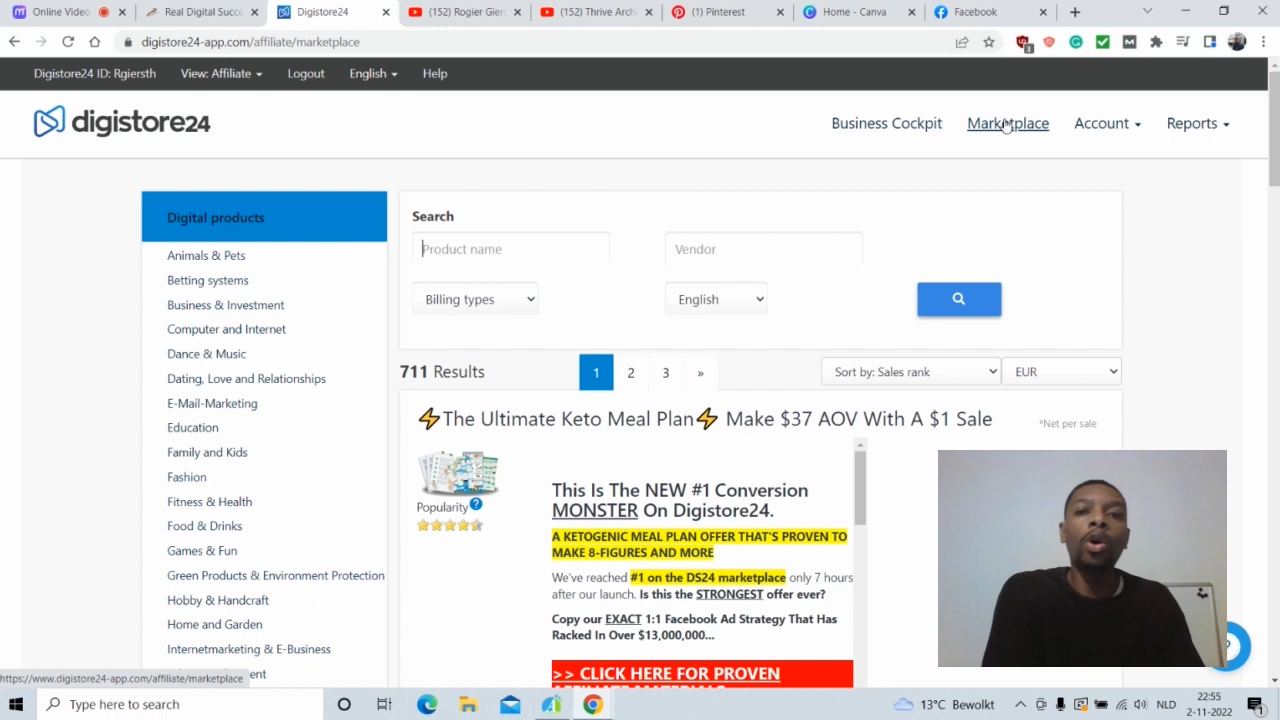 Online Video
Real Digital Succe
Digistore24
(152) Rogier Gier
(152) Thrive Arch
(1) Pinterest
Home - Canva
Facebook
digistore24-app.com/affiliate/marketplace
3
Digistore24 ID: Rgiersth
View: Affiliate
Logout
English
Help
digistore24
Business Cockpit
Marketplace
Account
Reports
Digital products
Animals & Pets
Betting systems
Business & Investment
Computer and Internet
Dance & Music
Dating, Love and Relationships
E-Mail-Marketing
Education
Family and Kids
Fashion
Fitness & Health
Food & Drinks
Games & Fun
Green Products & Environment Protection
Hobby & Handcraft
Home and Garden
Internetmarketing & E-Business
Search
Product name
Vendor
Billing types
English
711 Results
1 2 3 »
Sort by: Sales rank
EUR
⚡The Ultimate Keto Meal Plan⚡ Make $37 AOV With A $1 Sale
*Net per sale
Popularity
This Is The NEW #1 Conversion
MONSTER On Digistore24.
A KETOGENIC MEAL PLAN OFFER THAT'S PROVEN TO
MAKE 8-FIGURES AND MORE
We've reached #1 on the DS24 marketplace only 7 hours
after our launch. Is this the STRONGEST offer ever?
Copy our EXACT 1:1 Facebook Ad Strategy That Has
Racked In Over $13,000,000...
>> CLICK HERE FOR PROVEN
https://www.digistore24-app.com/affiliate/marketplace
Type here to search
13°C Bewolkt
NLD
22:55
2-11-2022